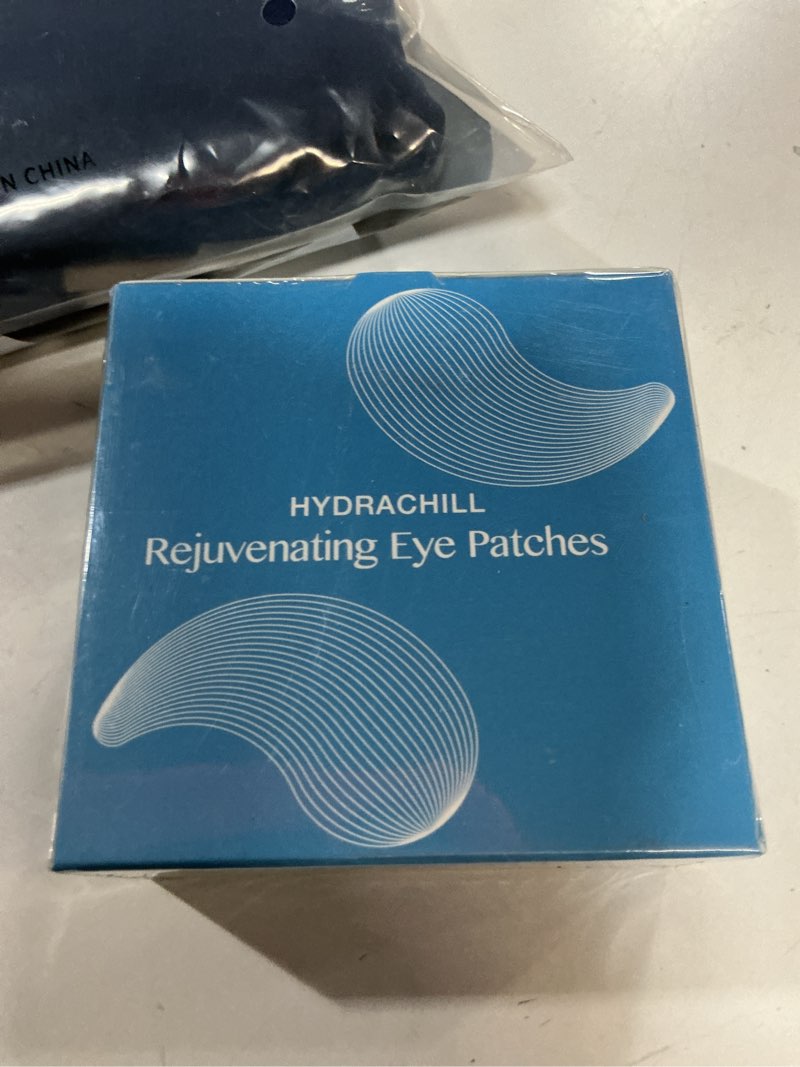 N CHINA
HYDRACHILL
Rejuvenating Eye Patches